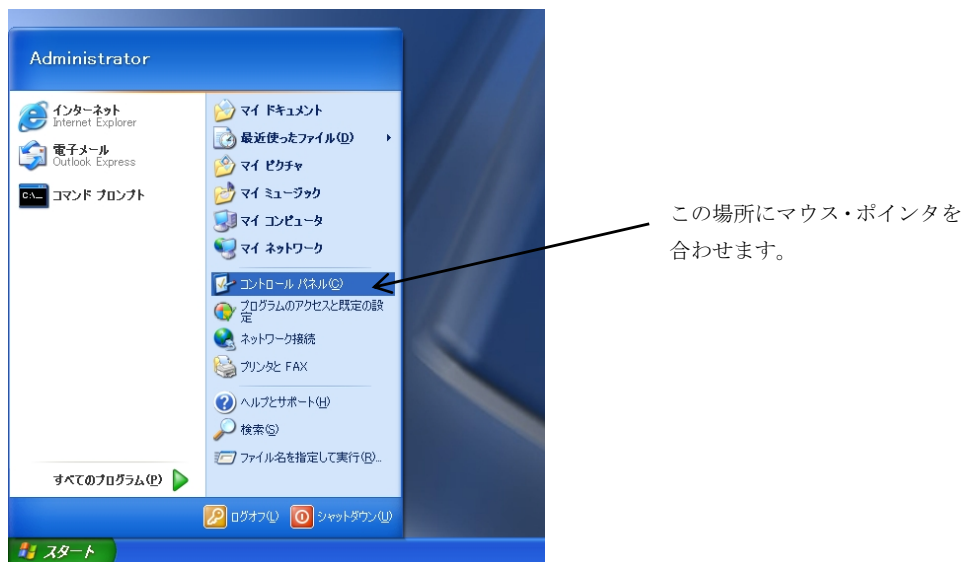 Administrator
インターネット
Internet Explorer
電子メール
Outlook Express
C:\_
コマンド プロンプト
すべてのプログラム(P)
マイ ドキュメント
最近使ったファイル(D)
マイ ピクチャ
マイ ミュージック
マイ コンピュータ
マイ ネットワーク
コントロール パネル(C)
プログラムのアクセスと既定の設
定
ネットワーク接続
プリンタと FAX
ヘルプとサポート(H)
検索(S)
ファイル名を指定して実行(R)...
ログオフ(L)
シャットダウン(U)
スタート
この場所にマウス・ポインタを
合わせます。